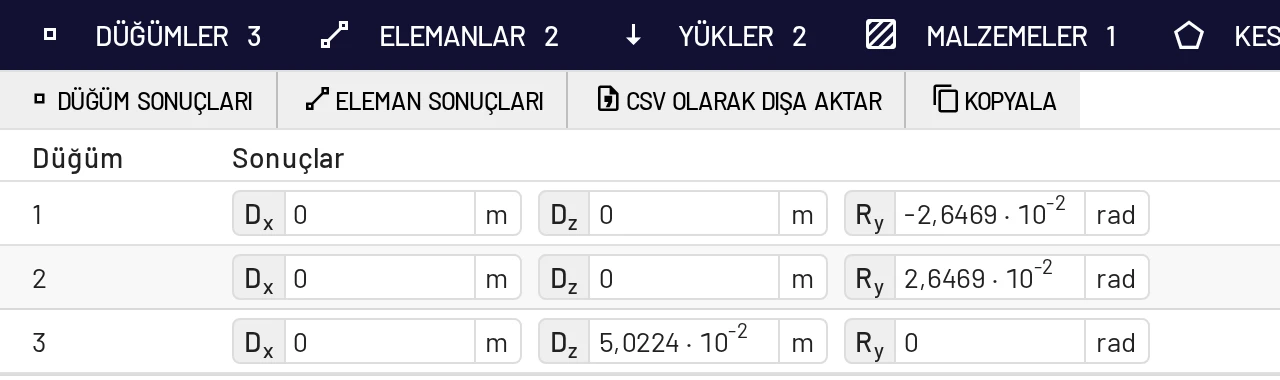 DÜĞÜMLER 3 ELEMANLAR 2 YÜKLER 2 MALZEMELER 1 KES
DÜĞÜM SONUÇLARI ELEMAN SONUÇLARI CSV OLARAK DIŞA AKTAR KOPYALA
Düğüm Sonuçlar
1 Dx 0 m Dz 0 m Ry -2,6469 · 10^-2 rad
2 Dx 0 m Dz 0 m Ry 2,6469 · 10^-2 rad
3 Dx 0 m Dz 5,0224 · 10^-2 m Ry 0 rad